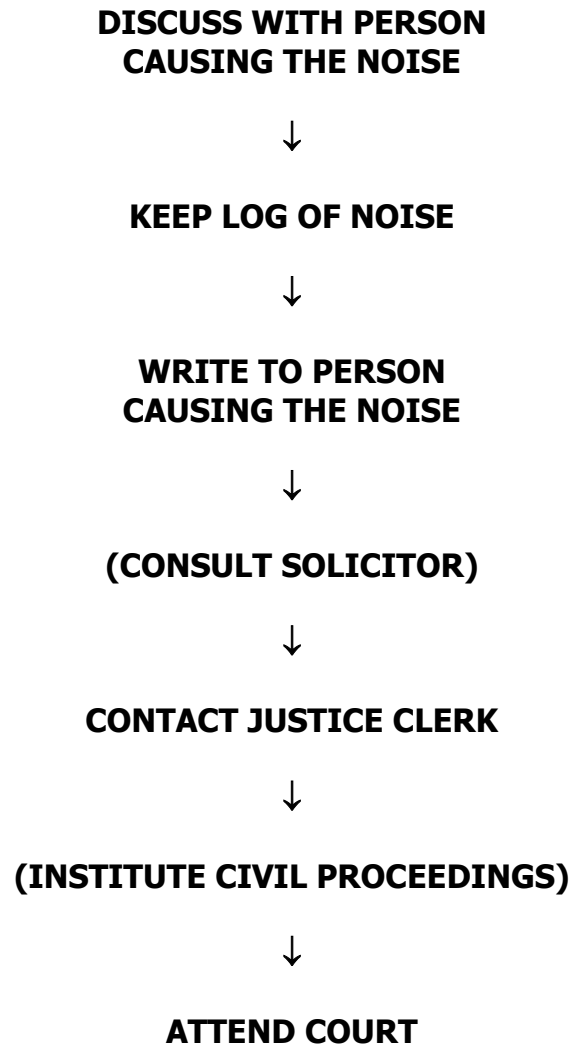 DISCUSS WITH PERSON
CAUSING THE NOISE
↓
KEEP LOG OF NOISE
↓
WRITE TO PERSON
CAUSING THE NOISE
↓
(CONSULT SOLICITOR)
↓
CONTACT JUSTICE CLERK
↓
(INSTITUTE CIVIL PROCEEDINGS)
↓
ATTEND COURT